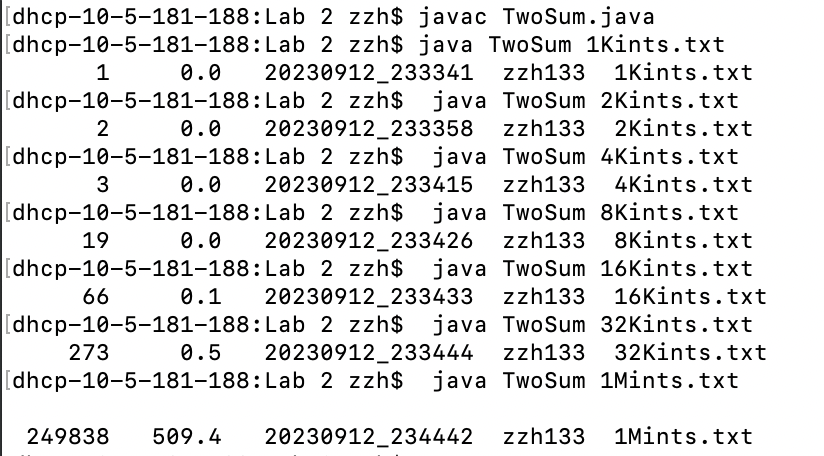 [dhcp-10-5-181-188:Lab 2 zzh$ javac TwoSum.java
[dhcp-10-5-181-188:Lab 2 zzh$ java TwoSum 1Kints.txt
1 0.0 20230912_233341 zzh133 1Kints.txt
[dhcp-10-5-181-188:Lab 2 zzh$ java TwoSum 2Kints.txt
2 0.0 20230912_233358 zzh133 2Kints.txt
[dhcp-10-5-181-188:Lab 2 zzh$ java TwoSum 4Kints.txt
3 0.0 20230912_233415 zzh133 4Kints.txt
[dhcp-10-5-181-188:Lab 2 zzh$ java TwoSum 8Kints.txt
19 0.0 20230912_233426 zzh133 8Kints.txt
[dhcp-10-5-181-188:Lab 2 zzh$ java TwoSum 16Kints.txt
66 0.1 20230912_233433 zzh133 16Kints.txt
[dhcp-10-5-181-188:Lab 2 zzh$ java TwoSum 32Kints.txt
273 0.5 20230912_233444 zzh133 32Kints.txt
[dhcp-10-5-181-188:Lab 2 zzh$ java TwoSum 1Mints.txt
249838 509.4 20230912_234442 zzh133 1Mints.txt